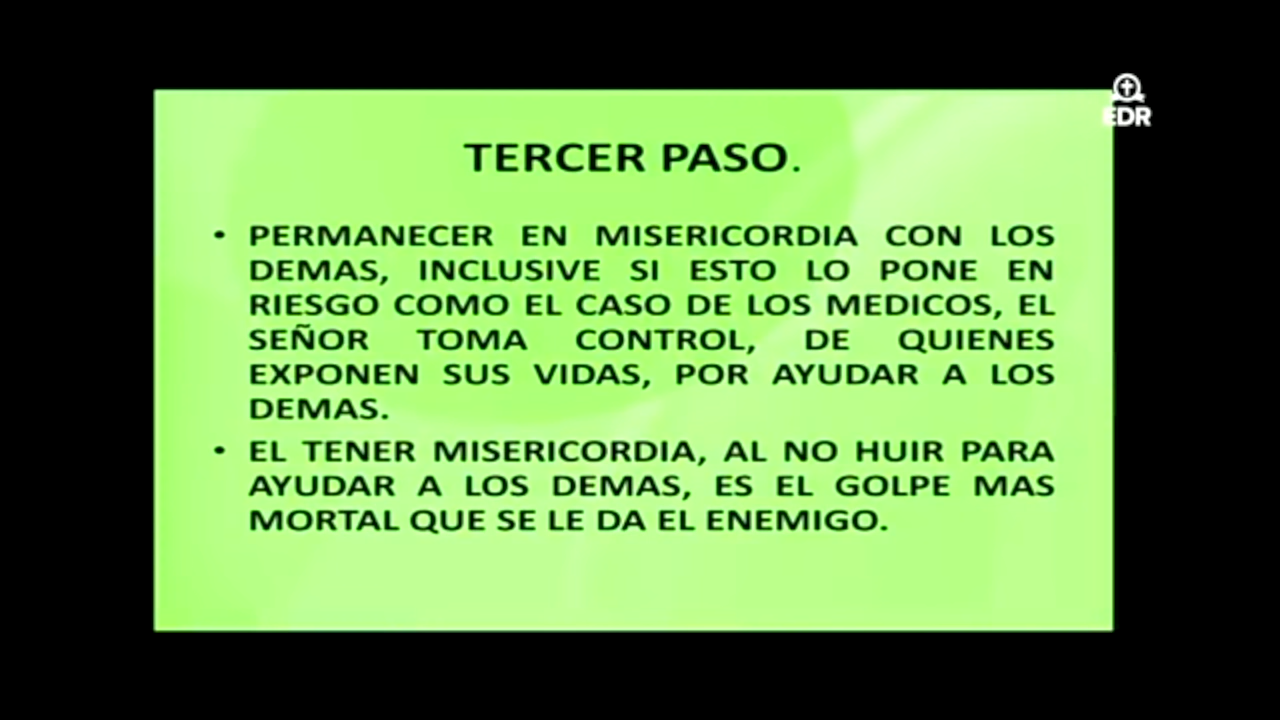 EDR
TERCER PASO.
• PERMANECER EN MISERICORDIA CON LOS
DEMAS, INCLUSIVE SI ESTO LO PONE EN
RIESGO COMO EL CASO DE LOS MEDICOS, EL
SEÑOR TOMA CONTROL, DE QUIENES
EXPONEN SUS VIDAS, POR AYUDAR A LOS
DEMAS.
• EL TENER MISERICORDIA, AL NO HUIR PARA
AYUDAR A LOS DEMAS, ES EL GOLPE MAS
MORTAL QUE SE LE DA EL ENEMIGO.